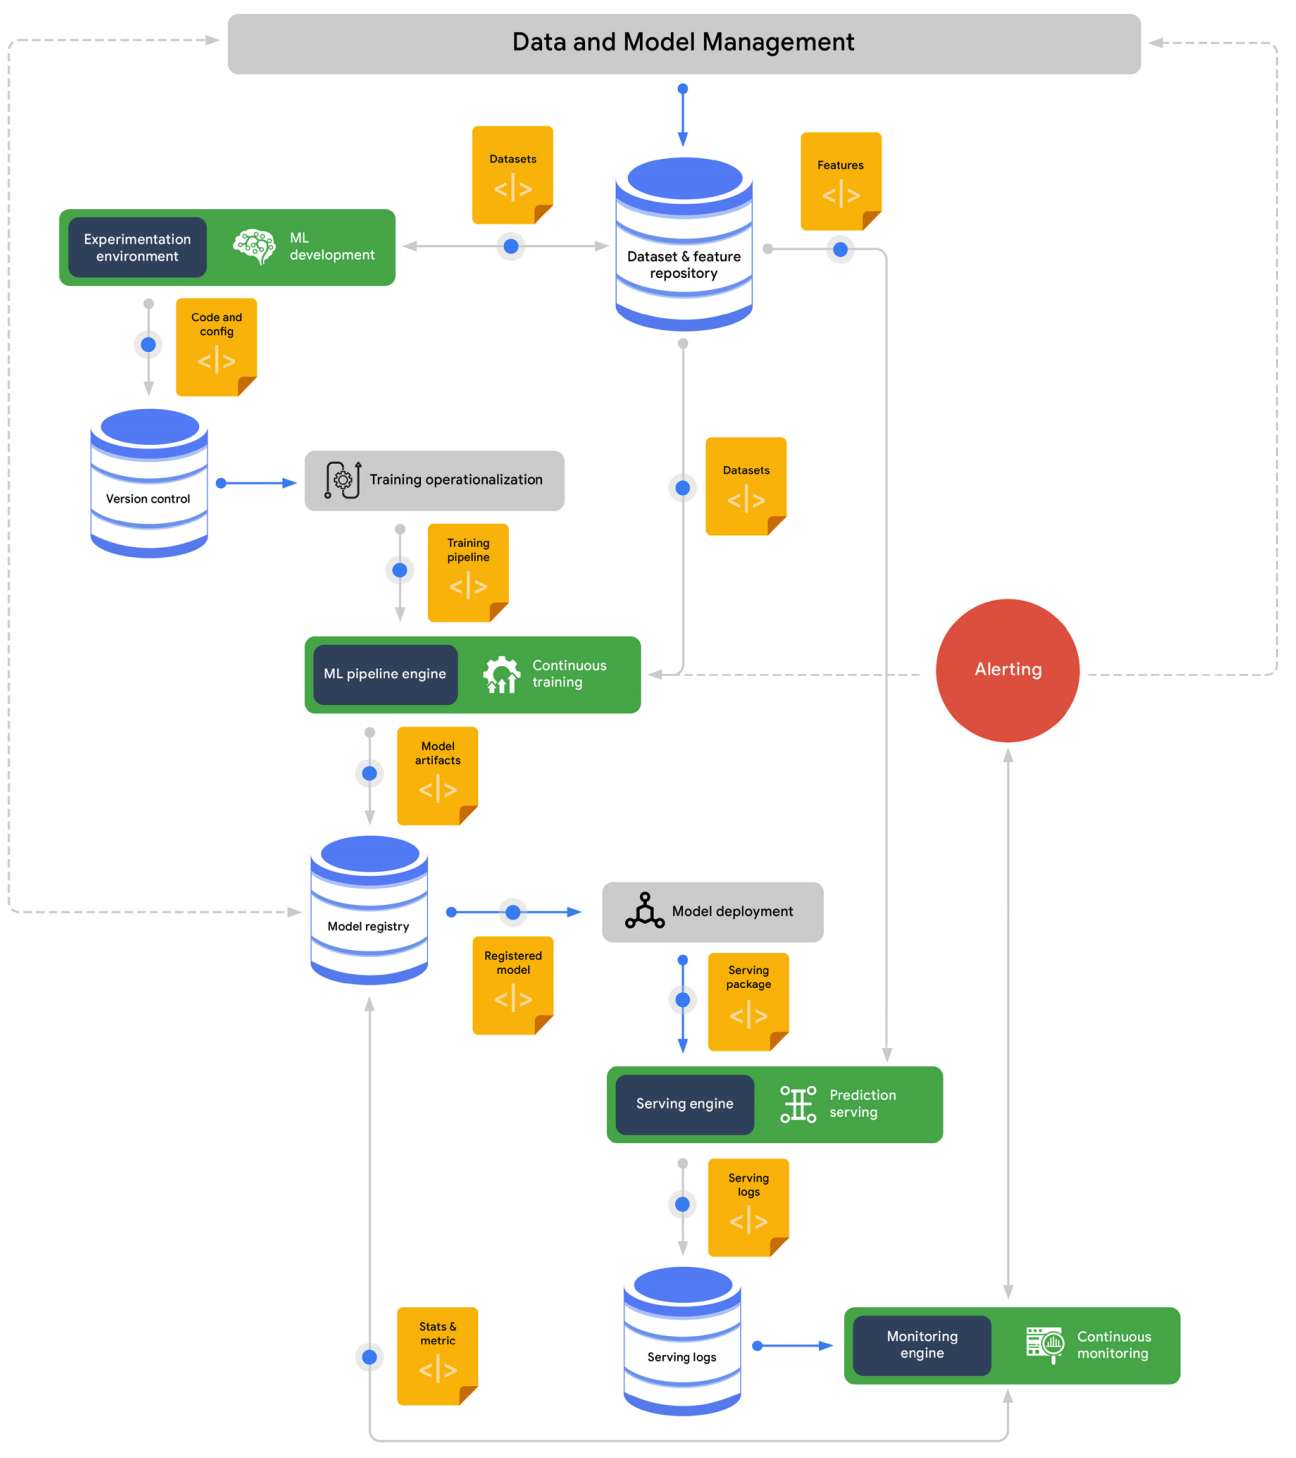 Data and Model Management
Datasets
Features
Experimentation
environment
ML
development
Dataset & feature
repository
Code and
config
Version control
Training operationalization
Datasets
Training
pipeline
ML pipeline engine
Continuous
training
Alerting
Model
artifacts
Model registry
Model deployment
Registered
model
Serving
package
Serving engine
Prediction
serving
Serving
logs
Stats &
metric
Serving logs
Monitoring
engine
Continuous
monitoring